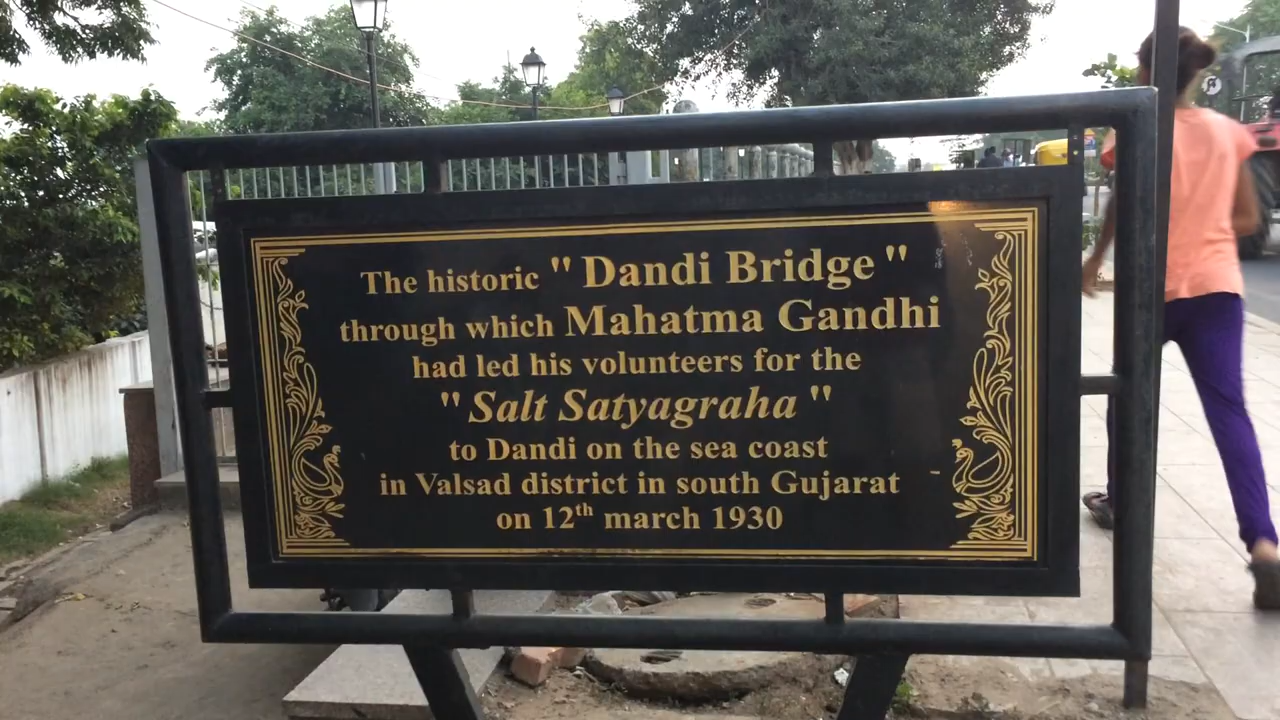 The historic "Dandi Bridge"
through which Mahatma Gandhi
had led his volunteers for the
"Salt Satyagraha"
to Dandi on the sea coast
in Valsad district in south Gujarat
on 12th march 1930